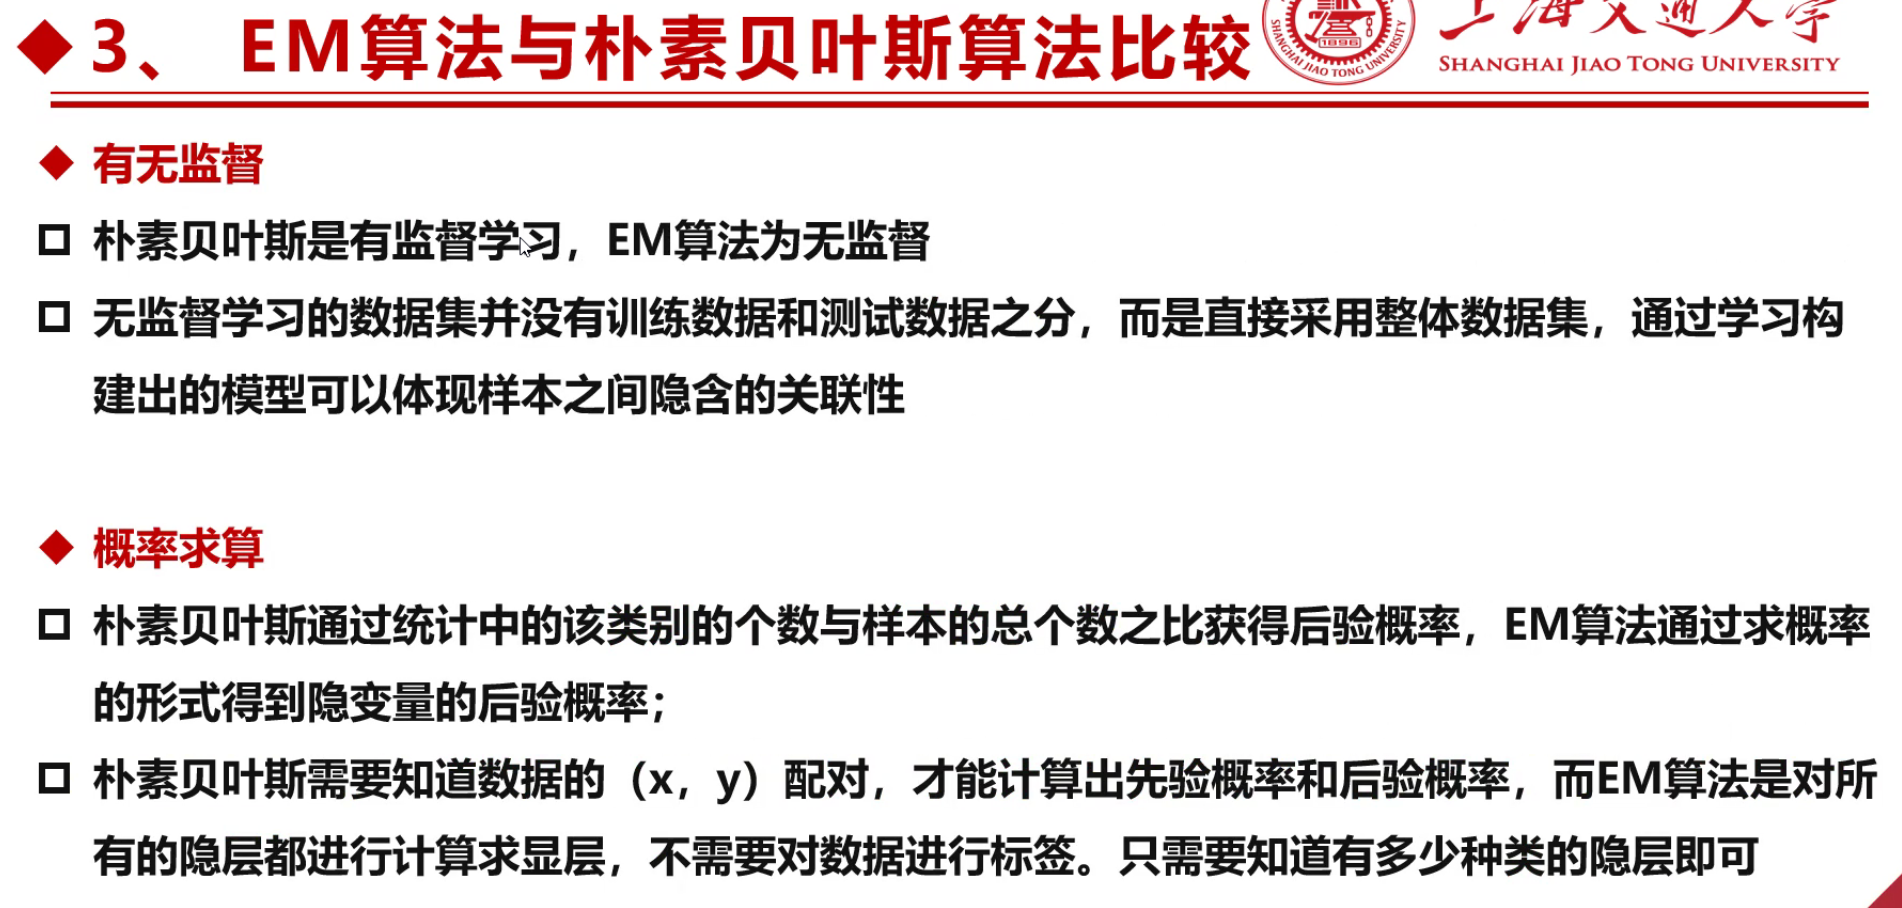 3、 EM算法与朴素贝叶斯算法比较
上海交通大学
SHANGHAI JIAO TONG UNIVERSITY
1896
SHANGHAI JIAO TONG UNIVERSITY
有无监督
朴素贝叶斯是有监督学习，EM算法为无监督
无监督学习的数据集并没有训练数据和测试数据之分，而是直接采用整体数据集，通过学习构
建出的模型可以体现样本之间隐含的关联性
概率求算
朴素贝叶斯通过统计中的该类别的个数与样本的总个数之比获得后验概率，EM算法通过求概率
的形式得到隐变量的后验概率；
朴素贝叶斯需要知道数据的（x，y）配对，才能计算出先验概率和后验概率，而EM算法是对所
有的隐层都进行计算求显层，不需要对数据进行标签。只需要知道有多少种类的隐层即可